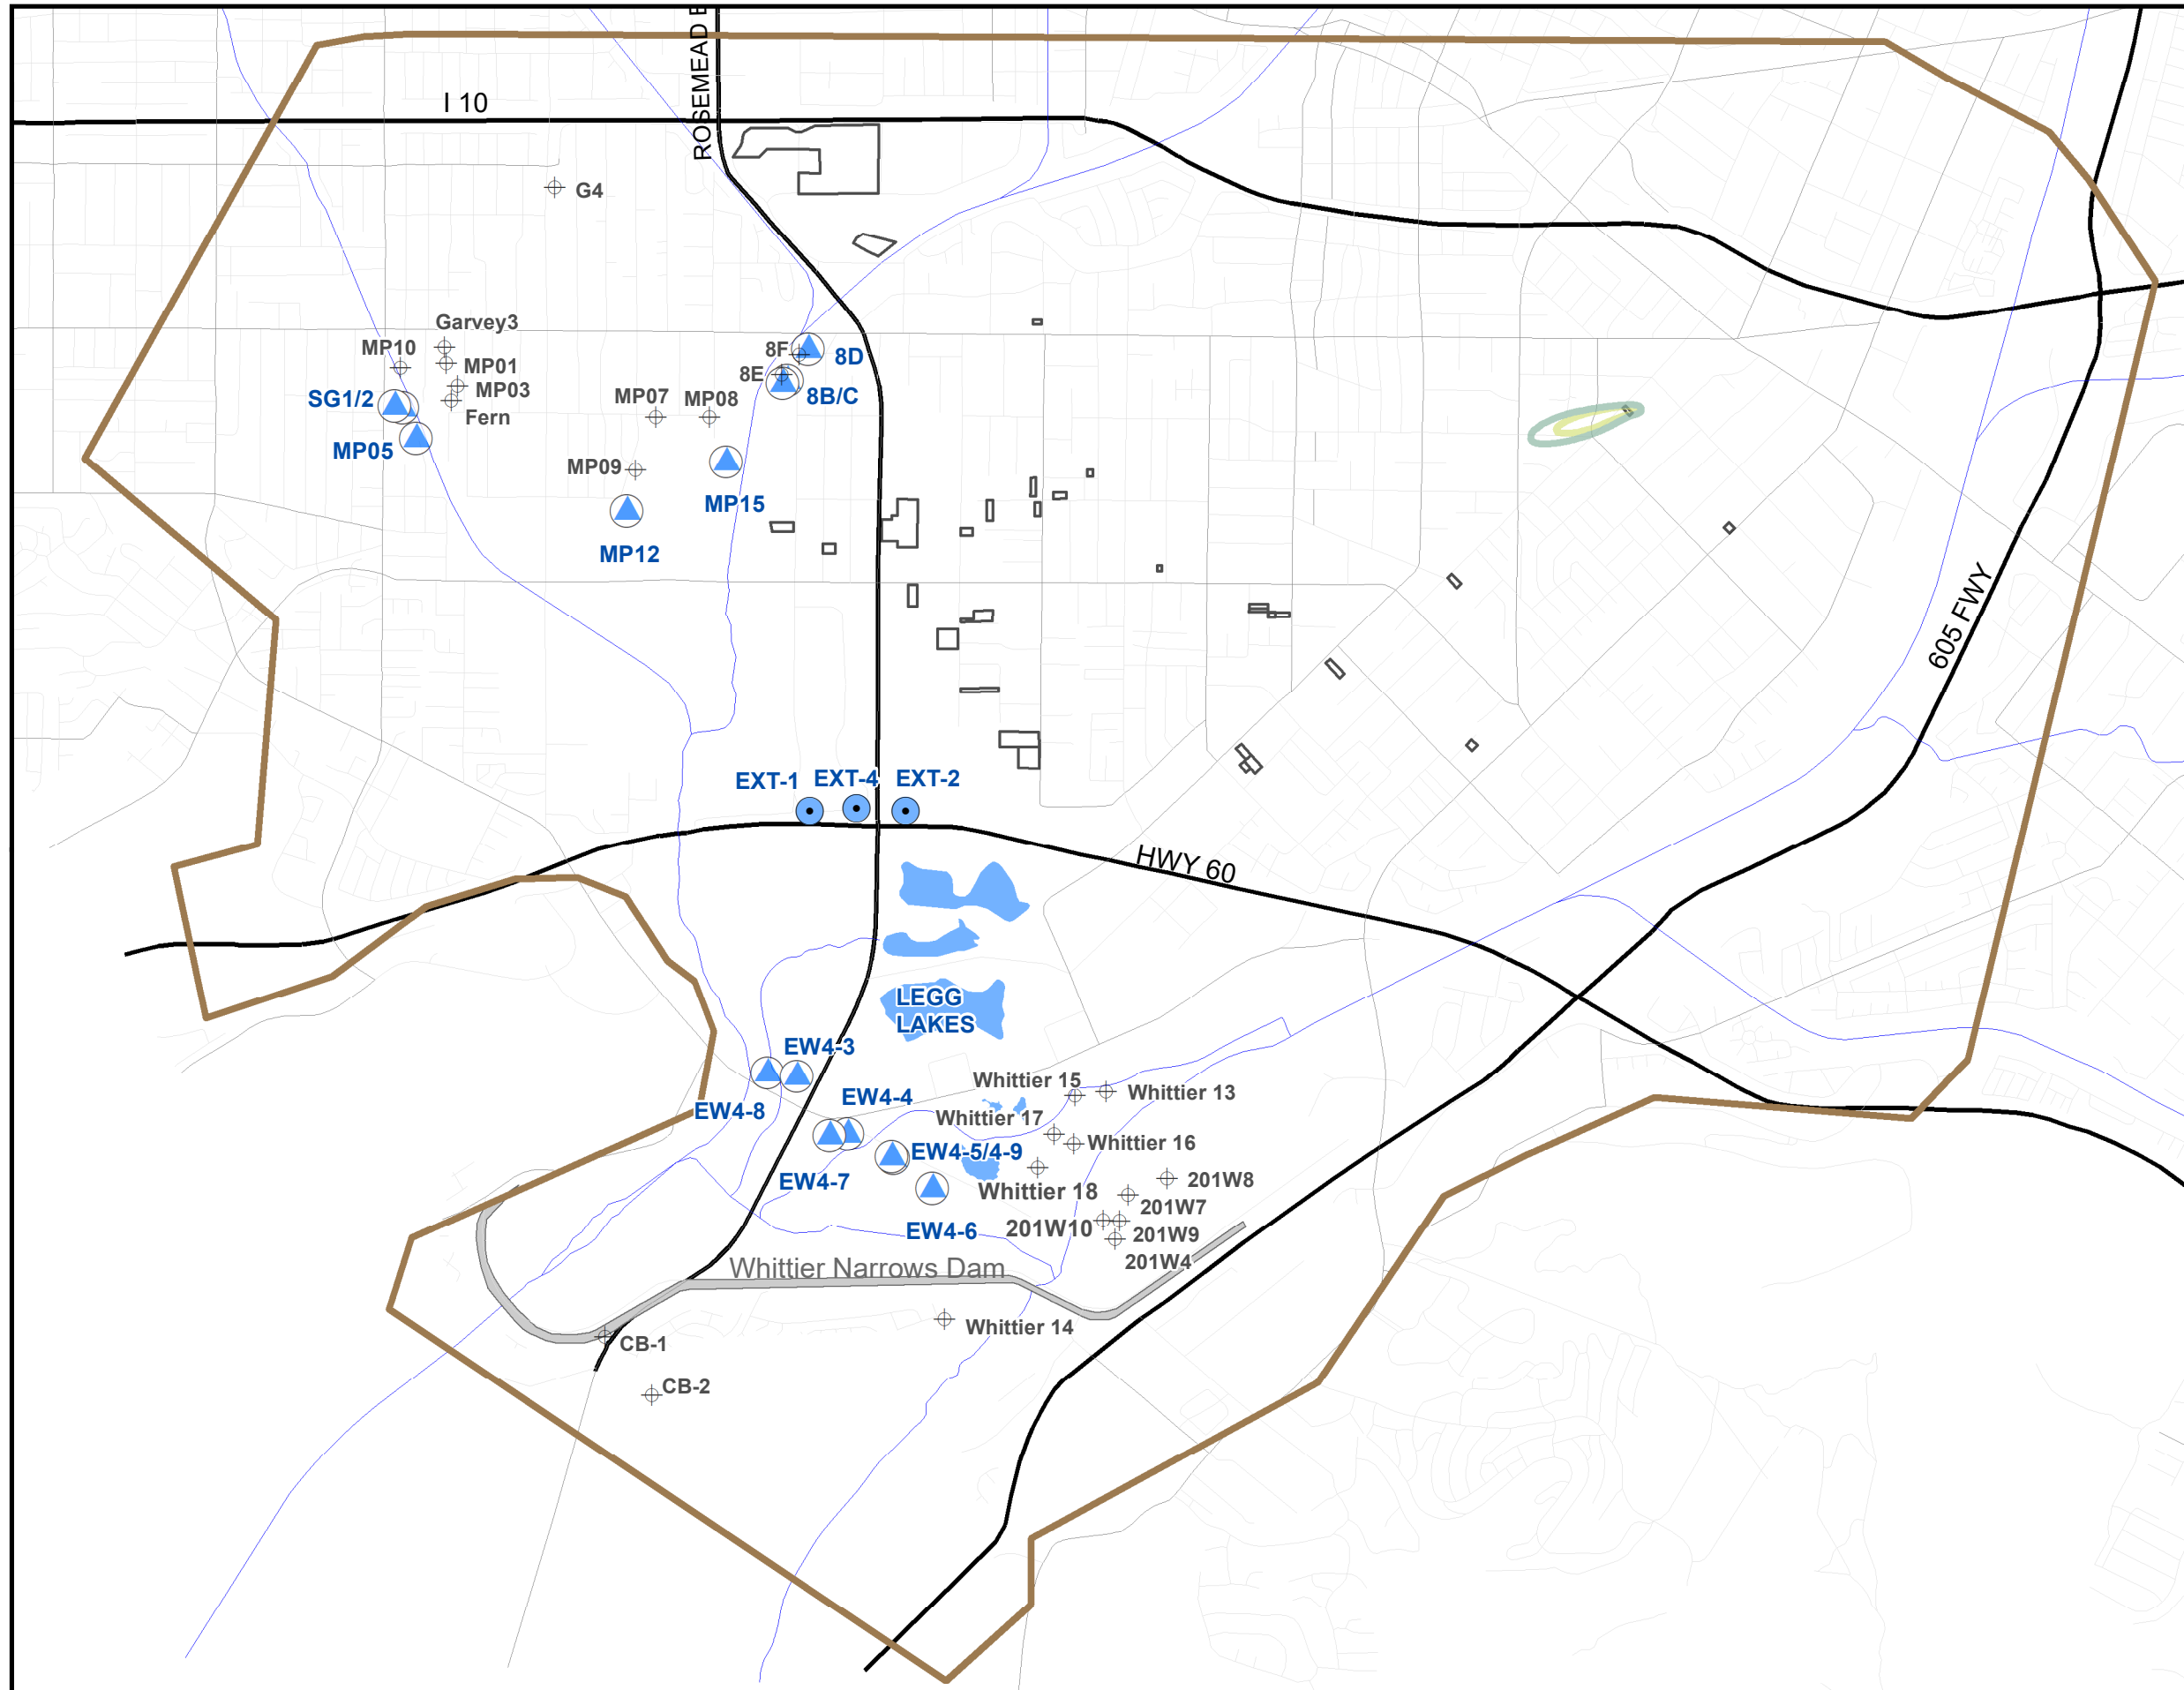 ROSEMEAD B
I 10
G4
Garvey3
MP10
MP01
MP03
SG1/2
Fern
MP05
8F
8D
8E
8B/C
MP07
MP08
MP09
MP15
MP12
605 FWY
EXT-1
EXT-4
EXT-2
HWY 60
LEGG
LAKES
EW4-3
EW4-8
EW4-4
Whittier 15
Whittier 13
Whittier 17
Whittier 16
EW4-5/4-9
EW4-7
Whittier 18
201W8
201W7
EW4-6
201W10
201W9
201W4
Whittier Narrows Dam
Whittier 14
CB-1
CB-2